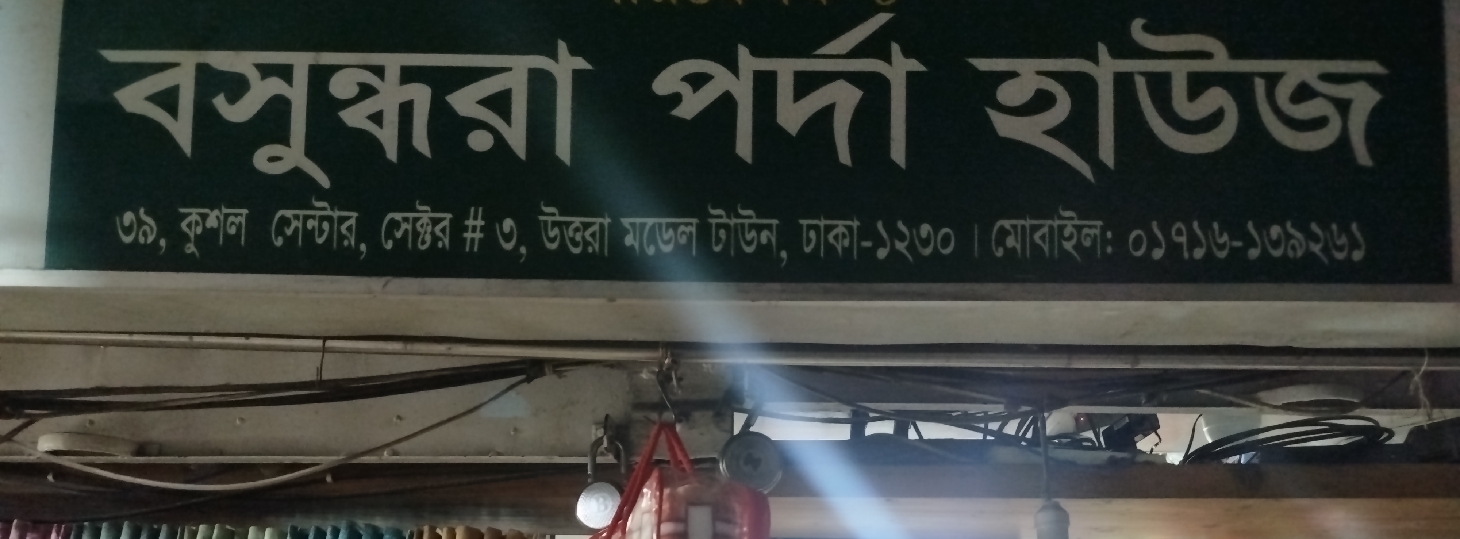 বসুন্ধরা পর্দা হাউজ
৩৯, কুশল সেন্টার, সেক্টর # ৩, উত্তরা মডেল টাউন, ঢাকা-১২৩০ । মোবাইল: ০১৭১৬-১৩৯২৬১